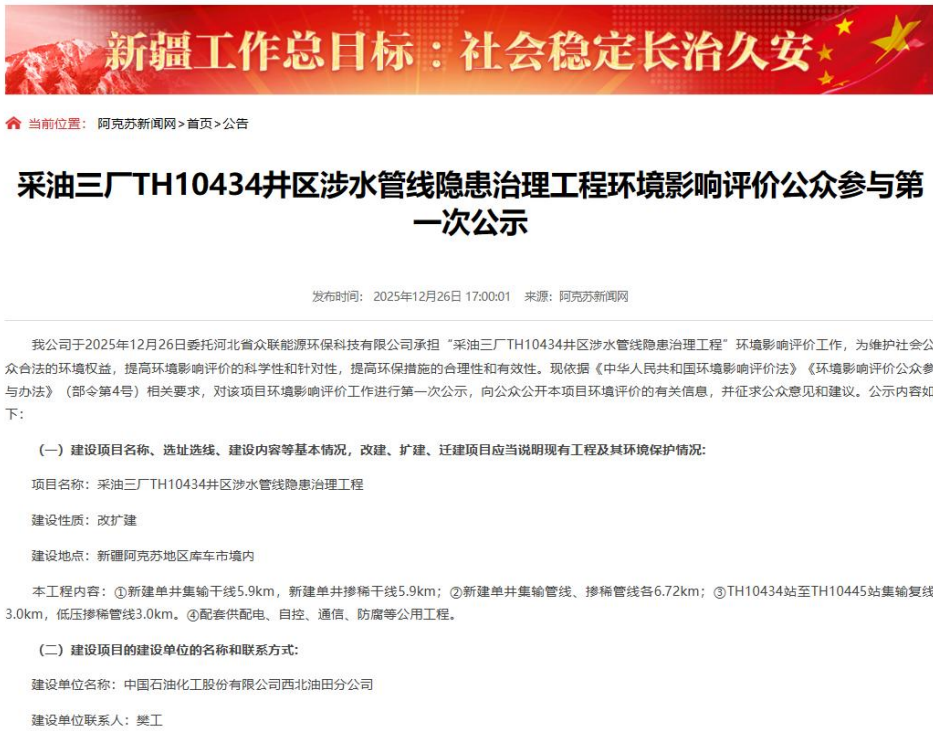 新疆工作总目标：社会稳定长治久安
当前位置： 阿克苏新闻网>首页>公告
采油三厂TH10434井区涉水管线隐患治理工程环境影响评价公众参与第
一次公示
发布时间： 2025年12月26日 17:00:01 来源：阿克苏新闻网
我公司于2025年12月26日委托河北省众联能源环保科技有限公司承担“采油三厂TH10434井区涉水管线隐患治理工程”环境影响评价工作，为维护社会公
众合法的环境权益，提高环境影响评价的科学性和针对性，提高环保措施的合理性和有效性。现依据《中华人民共和国环境影响评价法》《环境影响评价公众参
与办法》（部令第4号）相关要求，对该项目环境影响评价工作进行第一次公示，向公众公开本项目环境评价的有关信息，并征求公众意见和建议。公示内容如
下：
（一）建设项目名称、选址选线、建设内容等基本情况，改建、扩建、迁建项目应当说明现有工程及其环境保护情况：
项目名称：采油三厂TH10434井区涉水管线隐患治理工程
建设性质：改扩建
建设地点：新疆阿克苏地区库车市境内
本工程内容：①新建单井集输干线5.9km，新建单井掺稀干线5.9km；②新建单井集输管线、掺稀管线各6.72km；③TH10434站至TH10445站集输复线
3.0km，低压掺稀管线3.0km。④配套供配电、自控、通信、防腐等公用工程。
（二）建设项目的建设单位的名称和联系方式：
建设单位名称：中国石油化工股份有限公司西北油田分公司
建设单位联系人：樊工